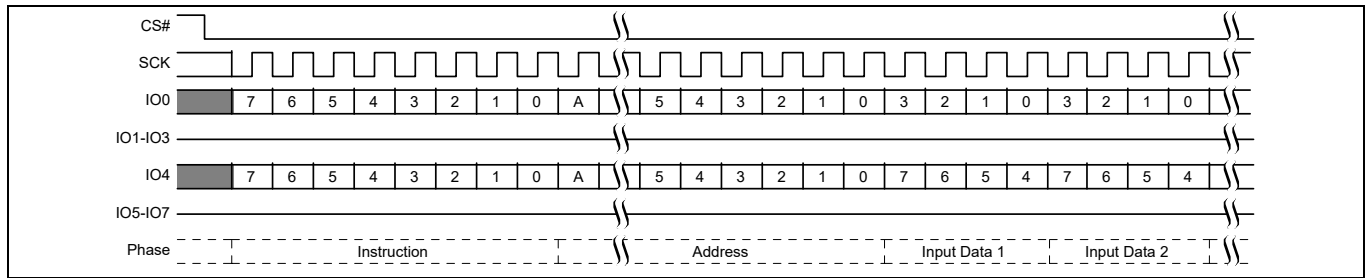 CS#
SCK
IO0 7 6 5 4 3 2 1 0 A 5 4 3 2 1 0 3 2 1 0 3 2 1 0
IO1-IO3
IO4 7 6 5 4 3 2 1 0 A 5 4 3 2 1 0 7 6 5 4 7 6 5 4
IO5-IO7
Phase Instruction Address Input Data 1 Input Data 2